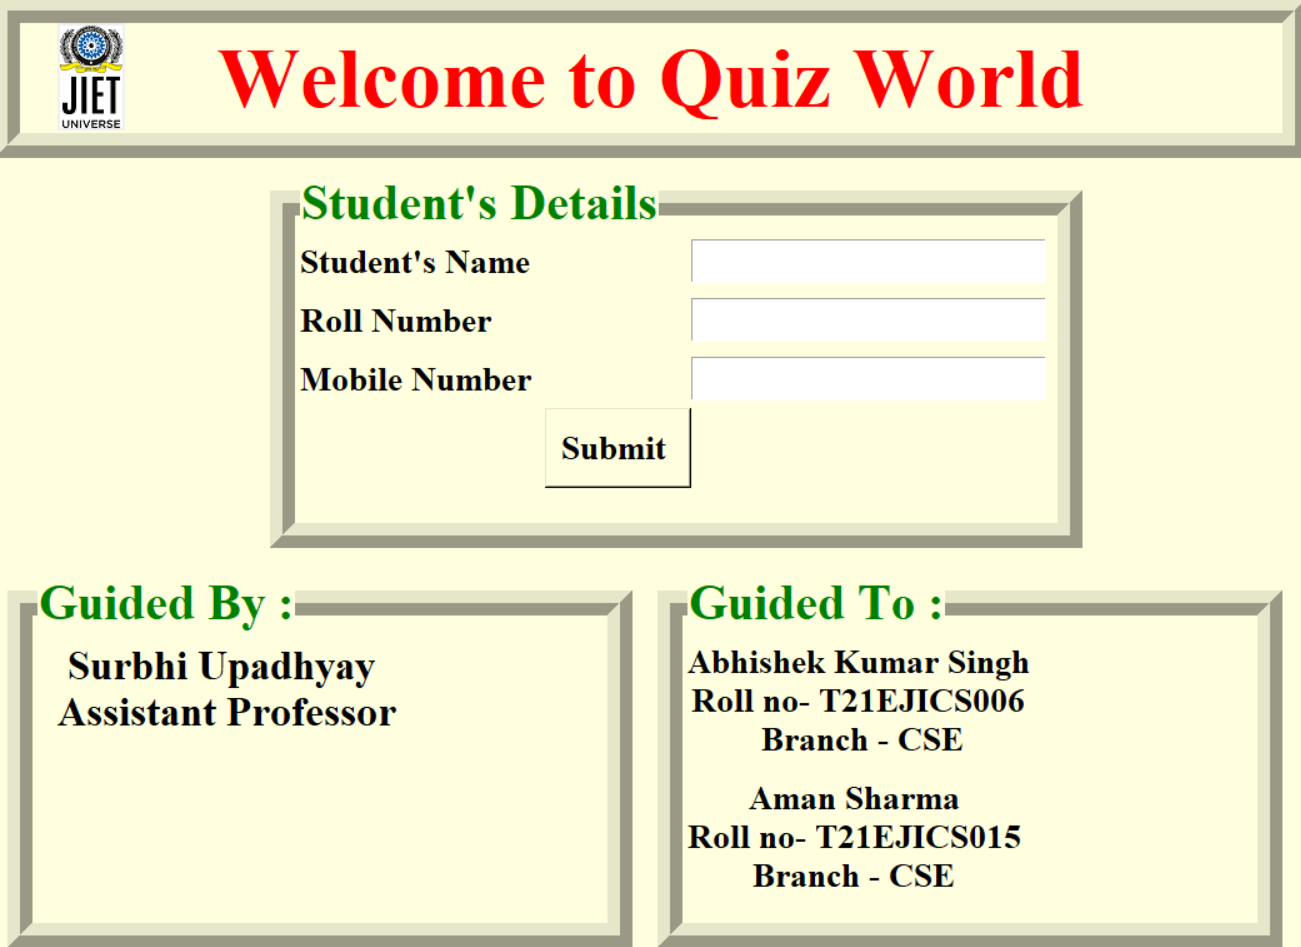 JIET
UNIVERSE
Welcome to Quiz World
Student's Details
Student's Name
Roll Number
Mobile Number
Submit
Guided By :
Surbhi Upadhyay
Assistant Professor
Guided To :
Abhishek Kumar Singh
Roll no- T21EJICS006
Branch - CSE
Aman Sharma
Roll no- T21EJICS015
Branch - CSE